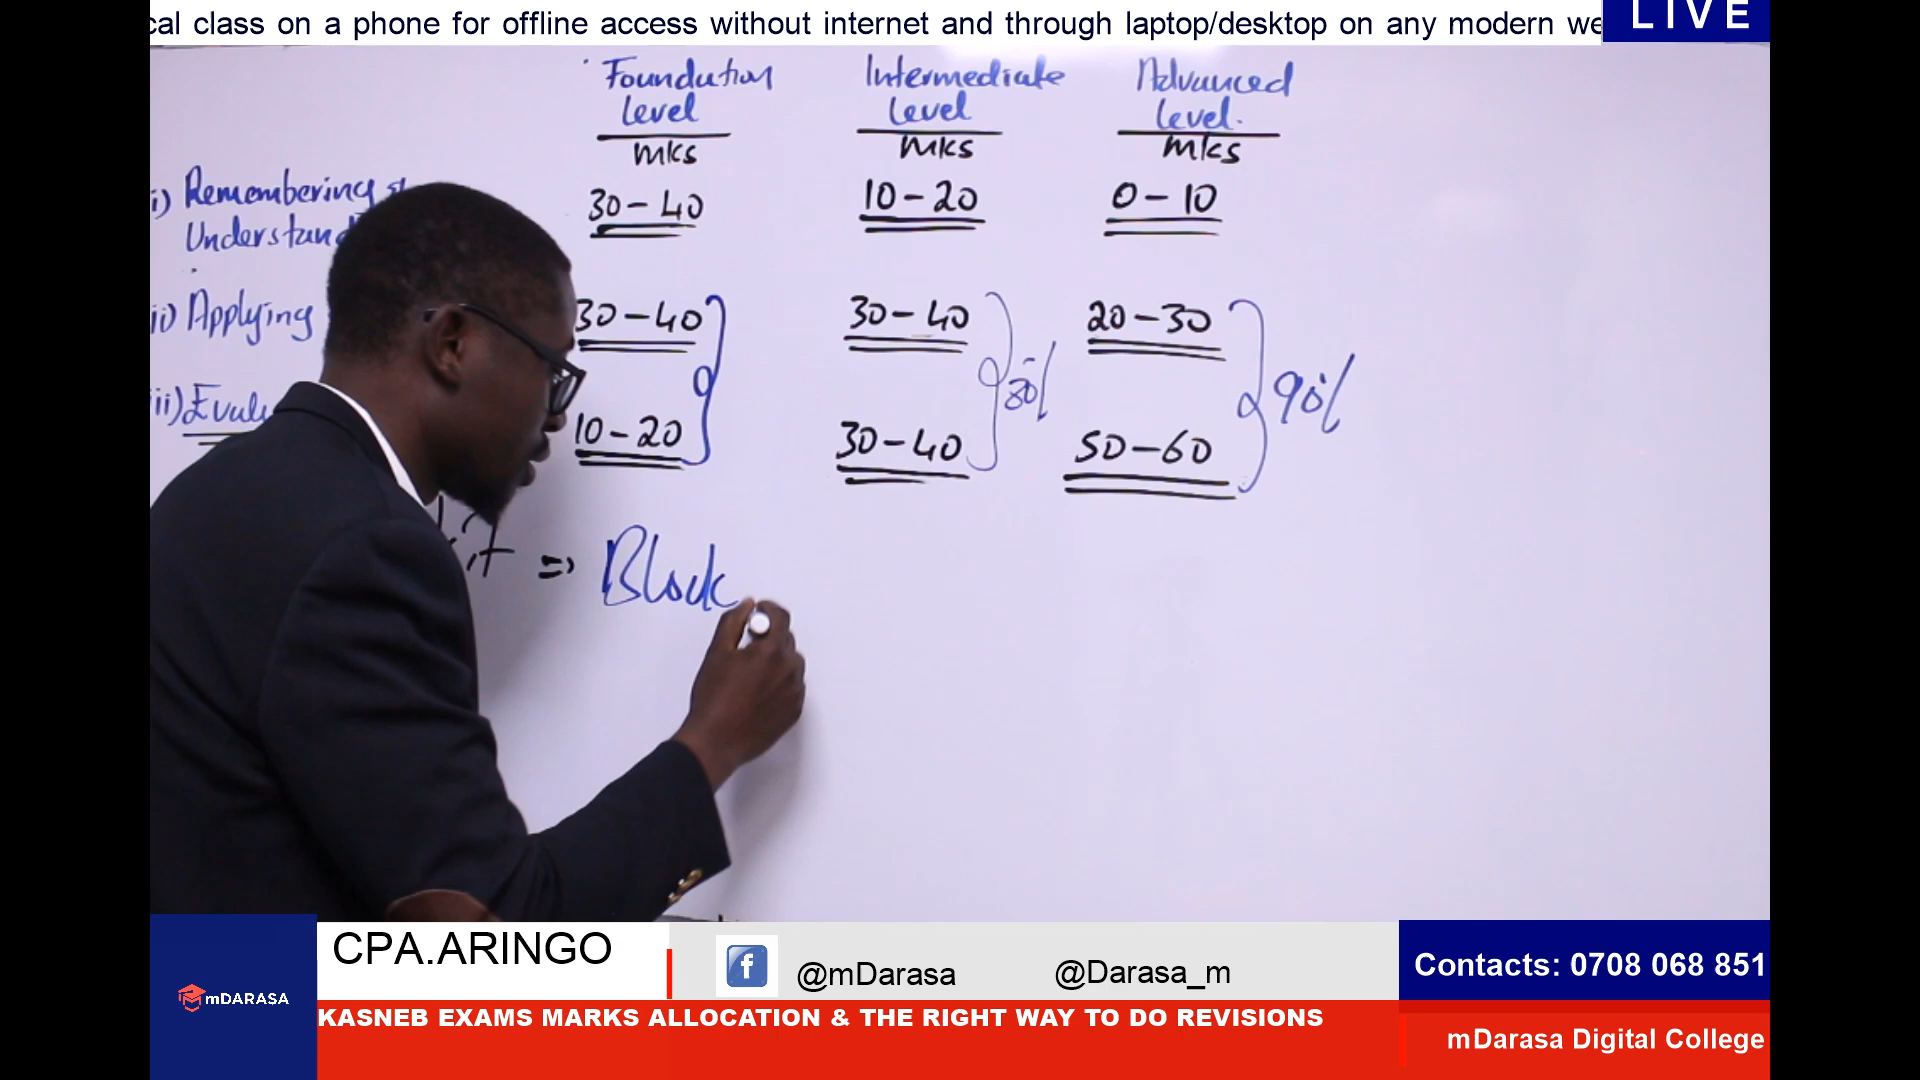 cal class on a phone for offline access without internet and through laptop/desktop on any modern we
LIVE
Foundation Level
Intermediate Level
Advanced Level.
mks
mks
mks
i) Remembering &
Understand
30 - 40
10 - 20
0 - 10
ii) Applying
30 - 40
30 - 40
20 - 30
80%
90%
iii) Evalu
10 - 20
30 - 40
50 - 60
=> Block
CPA.ARINGO
f
@mDarasa
@Darasa_m
Contacts: 0708 068 851
mDARASA
KASNEB EXAMS MARKS ALLOCATION & THE RIGHT WAY TO DO REVISIONS
mDarasa Digital College